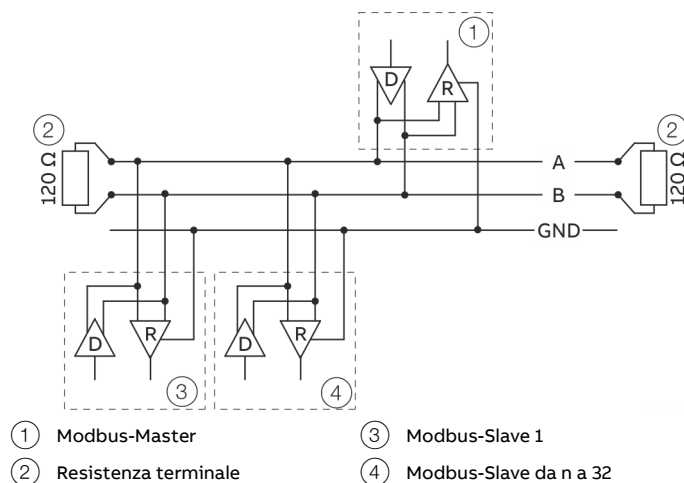 1
D
R
2
2
120 Ω
120 Ω
A
B
GND
D
R
D
R
3
4
1 Modbus-Master
3 Modbus-Slave 1
2 Resistenza terminale
4 Modbus-Slave da n a 32